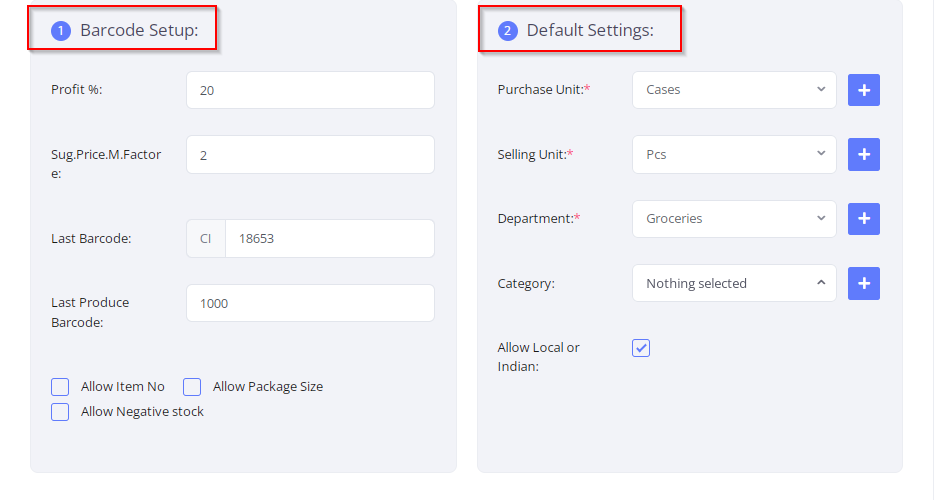 1 Barcode Setup:
Profit %:
20
Sug.Price.M.Factor
e:
2
Last Barcode:
CI
18653
Last Produce
Barcode:
1000
Allow Item No
Allow Package Size
Allow Negative stock
2 Default Settings:
Purchase Unit:*
Cases
+
Selling Unit:*
Pcs
+
Department:*
Groceries
+
Category:
Nothing selected
+
Allow Local or
Indian: